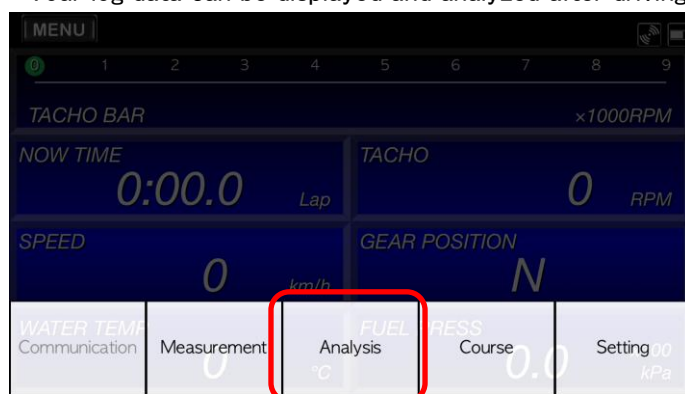 Your log data can be displayed and analyzed after driving
MENU
0 1 2 3 4 5 6 7 8 9
TACHO BAR ×1000RPM
NOW TIME TACHO
0:00.0 Lap 0 RPM
SPEED GEAR POSITION
0 km/h N
WATER TEMP FUEL PRESS
Communication Measurement Analysis Course Setting
0 °C 0.0 kPa